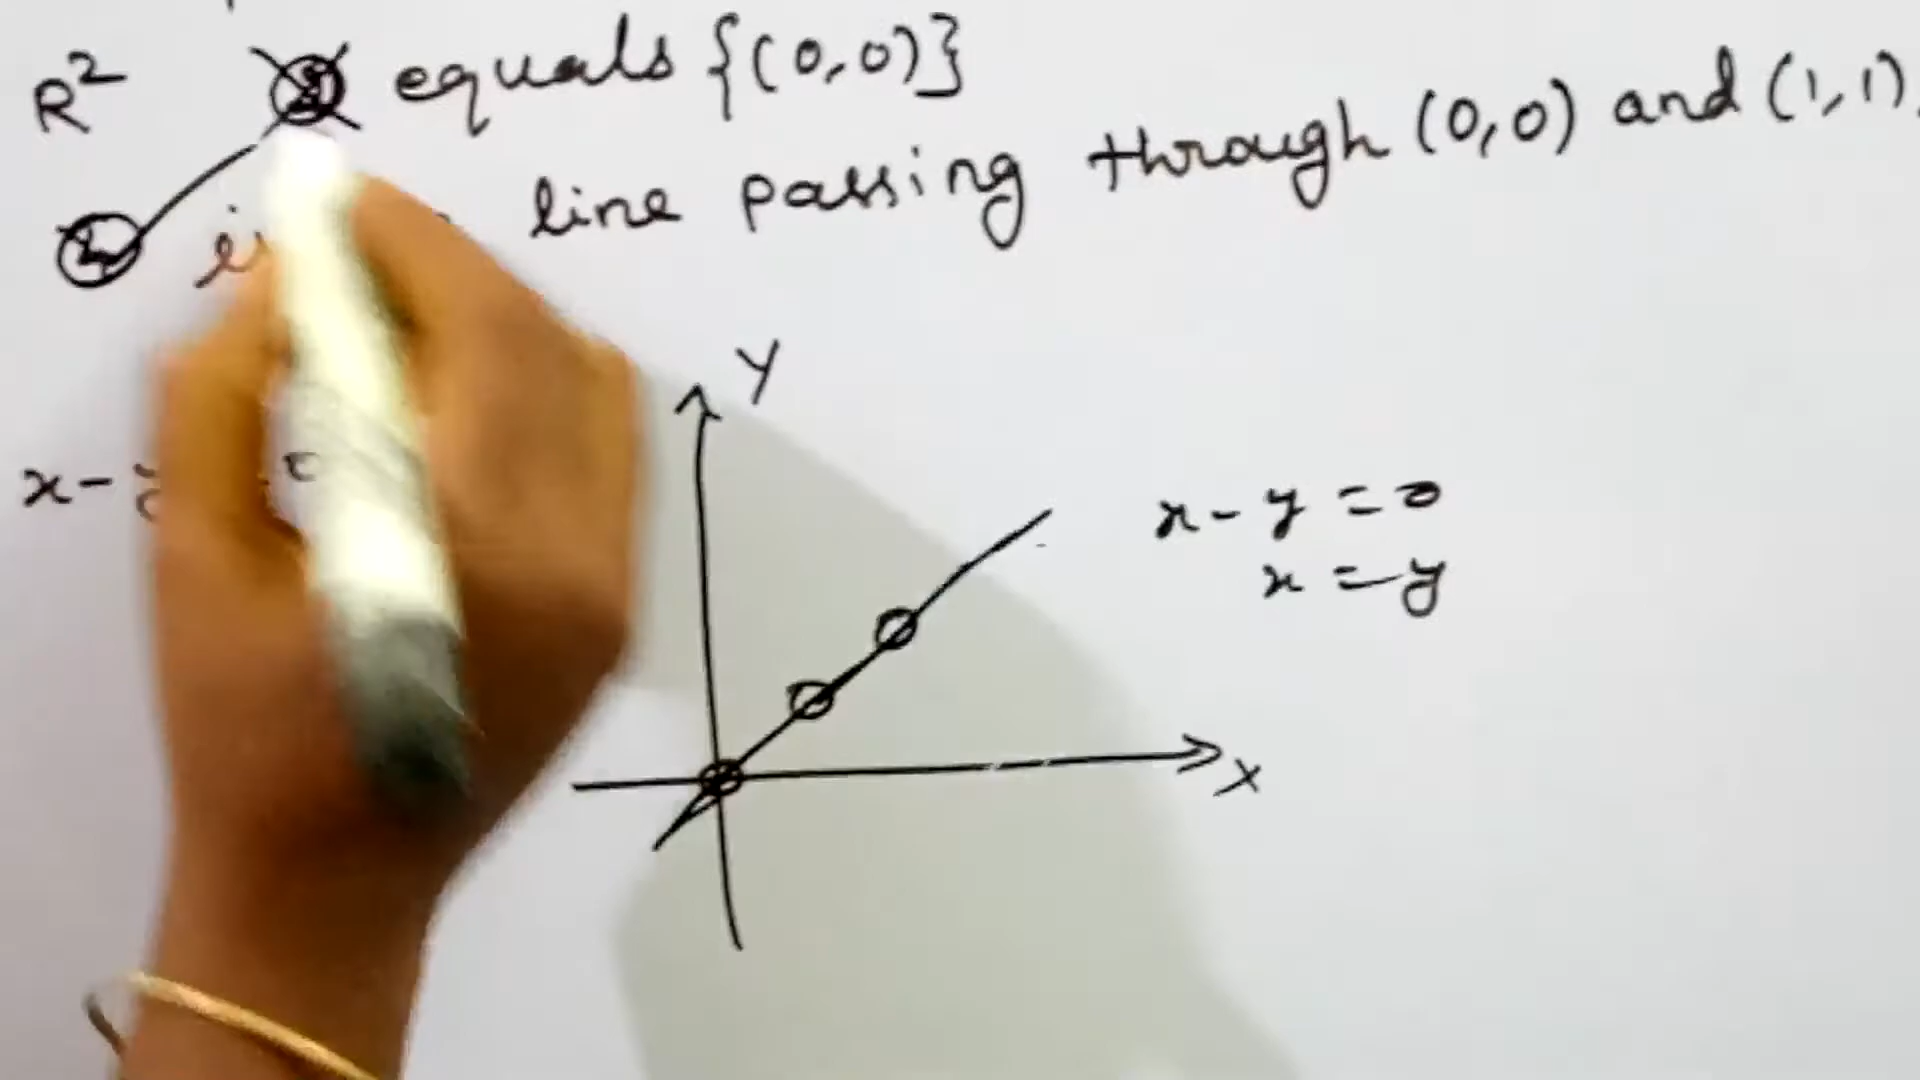 R² equals {(0,0)}
line passing through (0,0) and (1,1),
Y
x -
x - y = 0
x = y
X